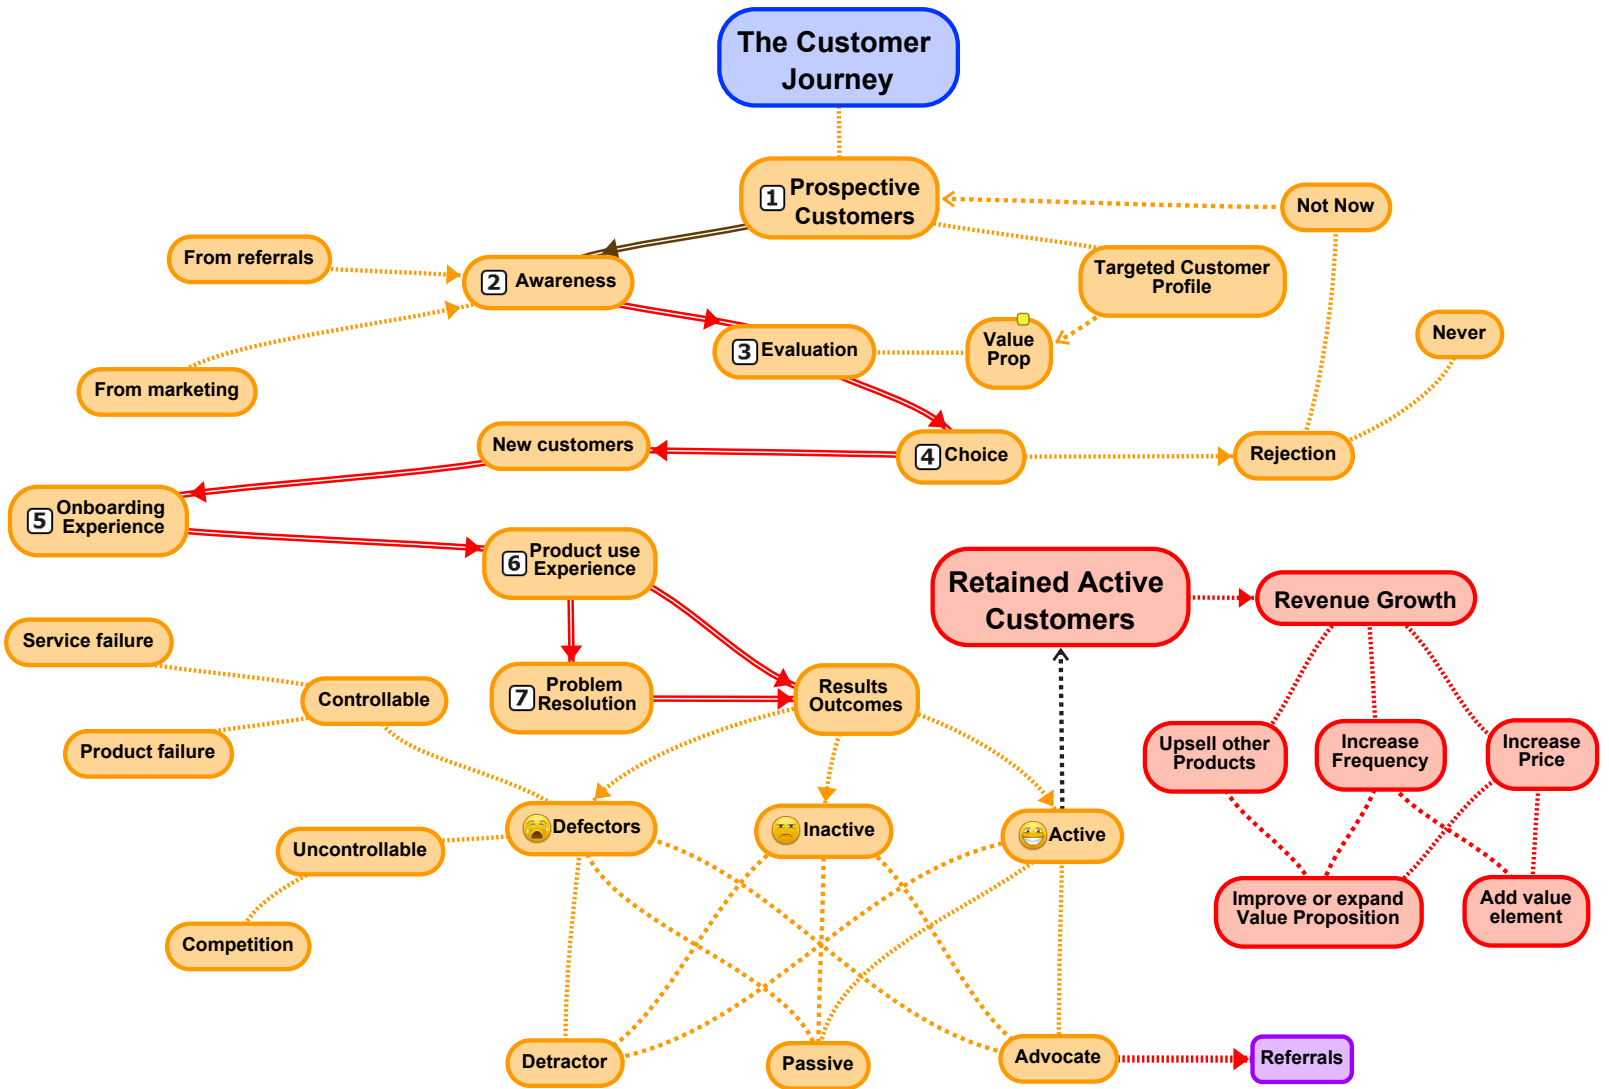 The Customer
Journey
1 Prospective
Customers
Not Now
From referrals
2 Awareness
Targeted Customer
Profile
From marketing
3 Evaluation
Value
Prop
Never
New customers
4 Choice
Rejection
5 Onboarding
Experience
6 Product use
Experience
Retained Active
Customers
Revenue Growth
Service failure
Controllable
7 Problem
Resolution
Results
Outcomes
Product failure
Upsell other
Products
Increase
Frequency
Increase
Price
Defectors
Inactive
Active
Uncontrollable
Competition
Improve or expand
Value Proposition
Add value
element
Detractor
Passive
Advocate
Referrals